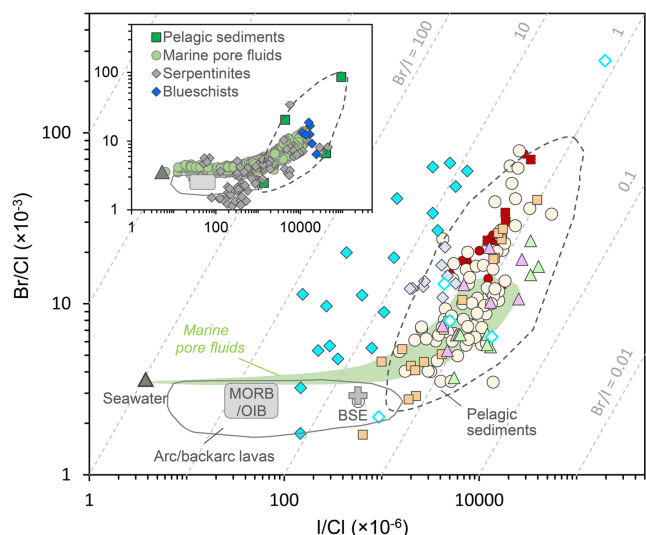 Pelagic sediments
Marine pore fluids
Serpentinites
Blueschists
100
10
1
1
100
10000
Br/I = 100
10
1
0.1
Br/I = 0.01
100
10
1
Br/Cl (×10⁻³)
Marine
pore fluids
Seawater
MORB
/OIB
BSE
Arc/backarc lavas
Pelagic
sediments
1
100
10000
I/Cl (×10⁻⁶)